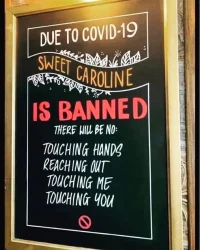 DUE TO COVID-19
SWEET CAROLINE
IS BANNED
THERE WILL BE NO:
TOUCHING HANDS
REACHING OUT
TOUCHING ME
TOUCHING YOU